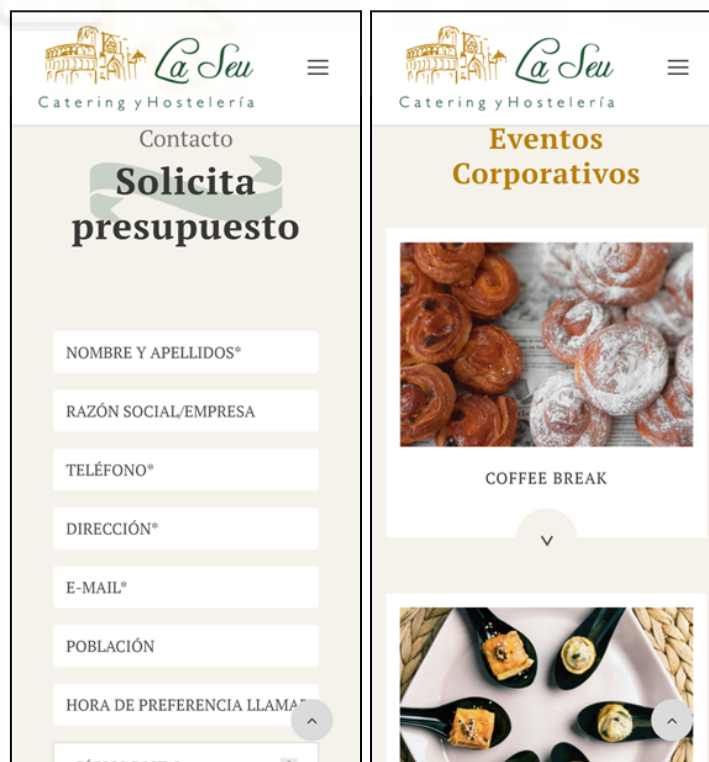 La Seu
Catering y Hostelería
Contacto
Solicita
presupuesto
NOMBRE Y APELLIDOS*
RAZÓN SOCIAL/EMPRESA
TELÉFONO*
DIRECCIÓN*
E-MAIL*
POBLACIÓN
HORA DE PREFERENCIA
La Seu
Catering y Hostelería
Eventos
Corporativos
COFFEE BREAK